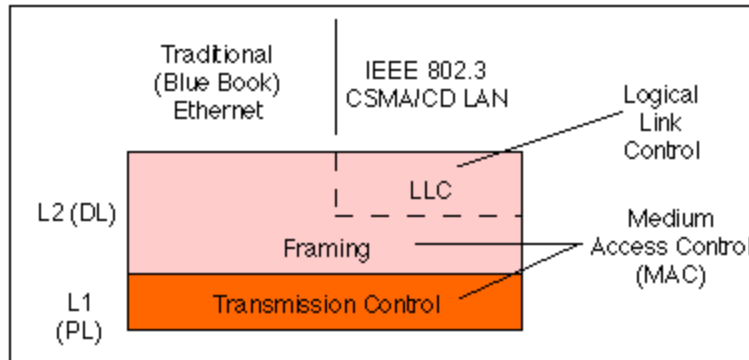 Traditional
(Blue Book)
Ethernet
IEEE 802.3
CSMA/CD LAN
Logical
Link
Control
LLC
L2 (DL)
Framing
Medium
Access Control
(MAC)
Transmission Control
L1
(PL)